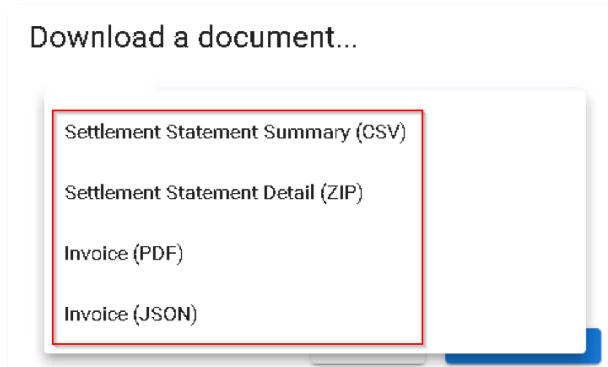 Download a document...
Settlement Statement Summary (CSV)
Settlement Statement Detail (ZIP)
Invoice (PDF)
Invoice (JSON)